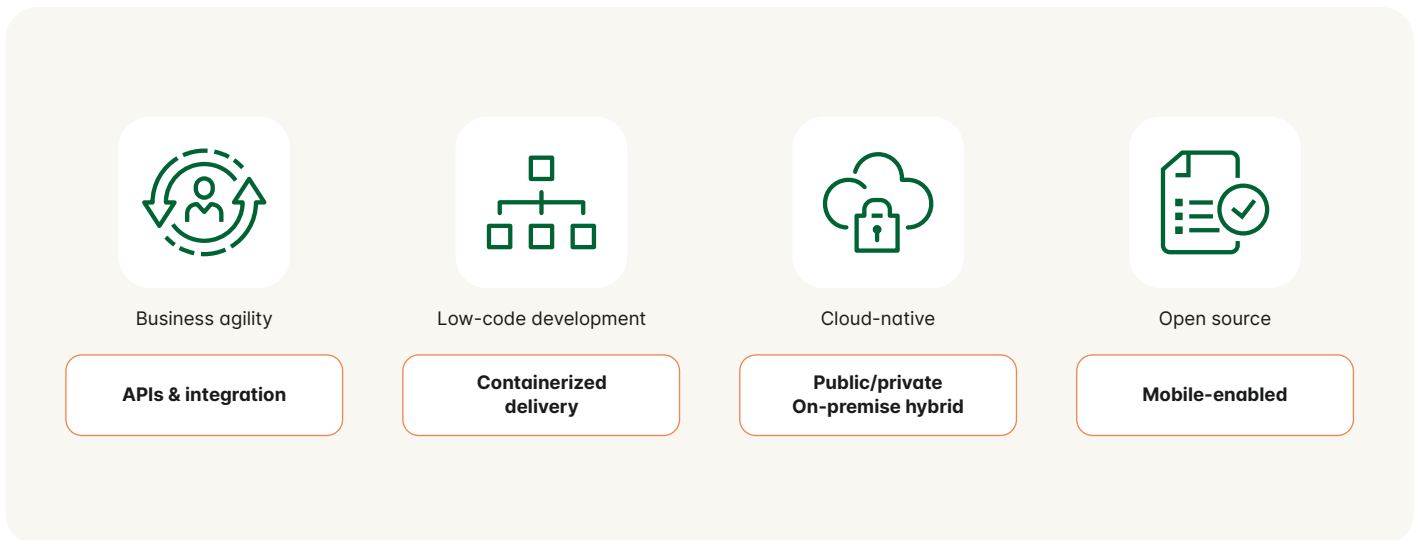 Business agility
Low-code development
Cloud-native
Open source
APIs & integration
Containerized
delivery
Public/private
On-premise hybrid
Mobile-enabled